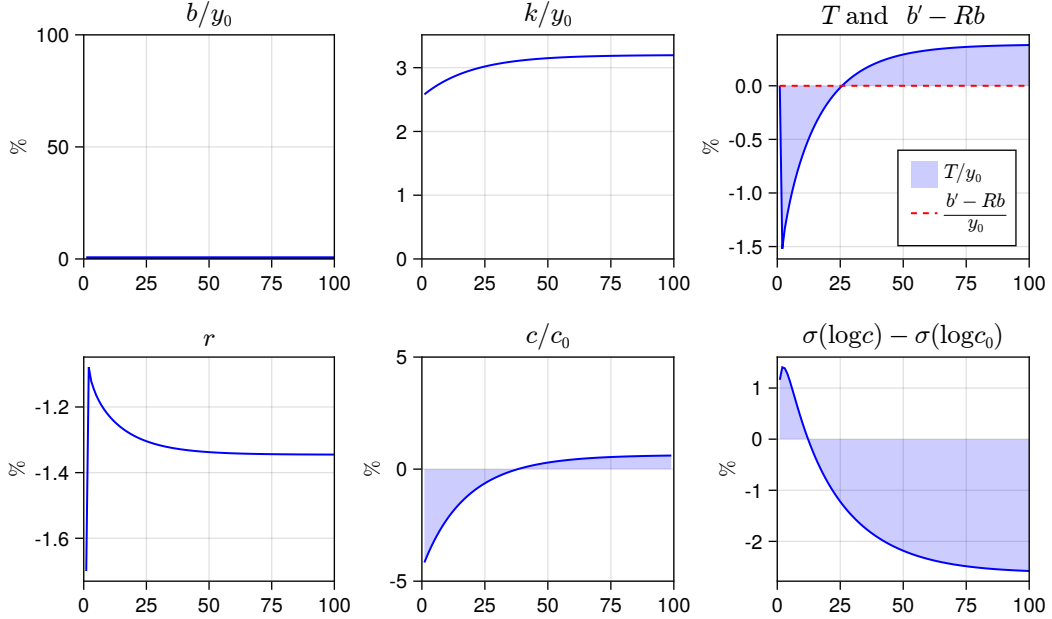 b/y₀
100
50
0
%
0 25 50 75 100
k/y₀
3
2
1
0
0 25 50 75 100
T and b′ − Rb
0.0
-0.5
-1.0
-1.5
%
T/y₀
b′ − Rb
y₀
0 25 50 75 100
r
-1.2
-1.4
-1.6
%
0 25 50 75 100
c/c₀
5
0
-5
%
0 25 50 75 100
σ(logc) − σ(logc₀)
1
0
-1
-2
%
0 25 50 75 100